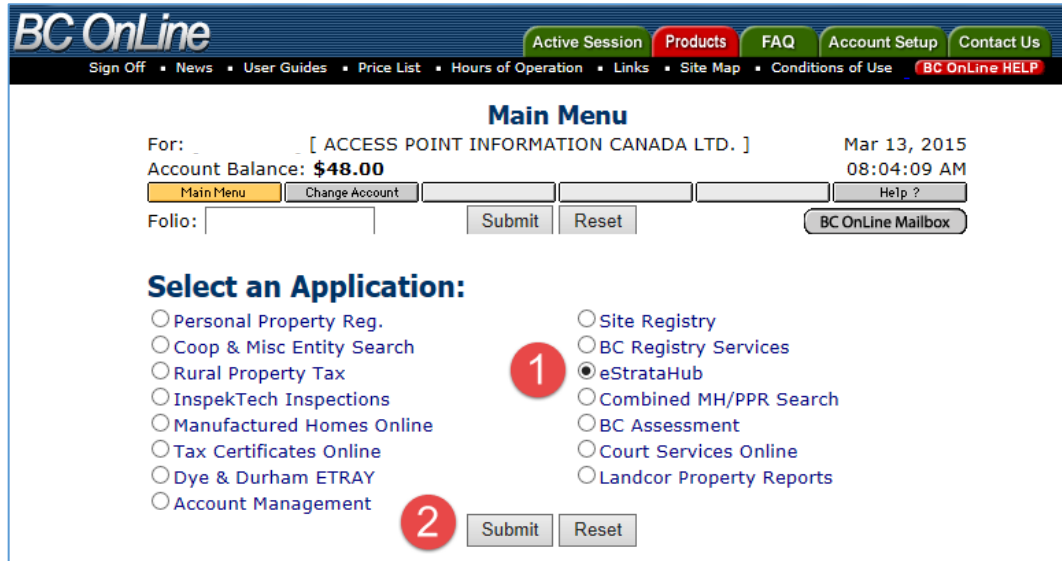 BC OnLine
Active Session Products FAQ Account Setup Contact Us
Sign Off ▪ News ▪ User Guides ▪ Price List ▪ Hours of Operation ▪ Links ▪ Site Map ▪ Conditions of Use BC OnLine HELP
Main Menu
For: [ ACCESS POINT INFORMATION CANADA LTD. ] Mar 13, 2015
Account Balance: $48.00 08:04:09 AM
Main Menu Change Account Help ?
Folio: Submit Reset BC OnLine Mailbox
Select an Application:
Personal Property Reg. Site Registry
Coop & Misc Entity Search BC Registry Services
Rural Property Tax 1 eStrataHub
InspekTech Inspections Combined MH/PPR Search
Manufactured Homes Online BC Assessment
Tax Certificates Online Court Services Online
Dye & Durham ETRAY Landcor Property Reports
Account Management
2 Submit Reset